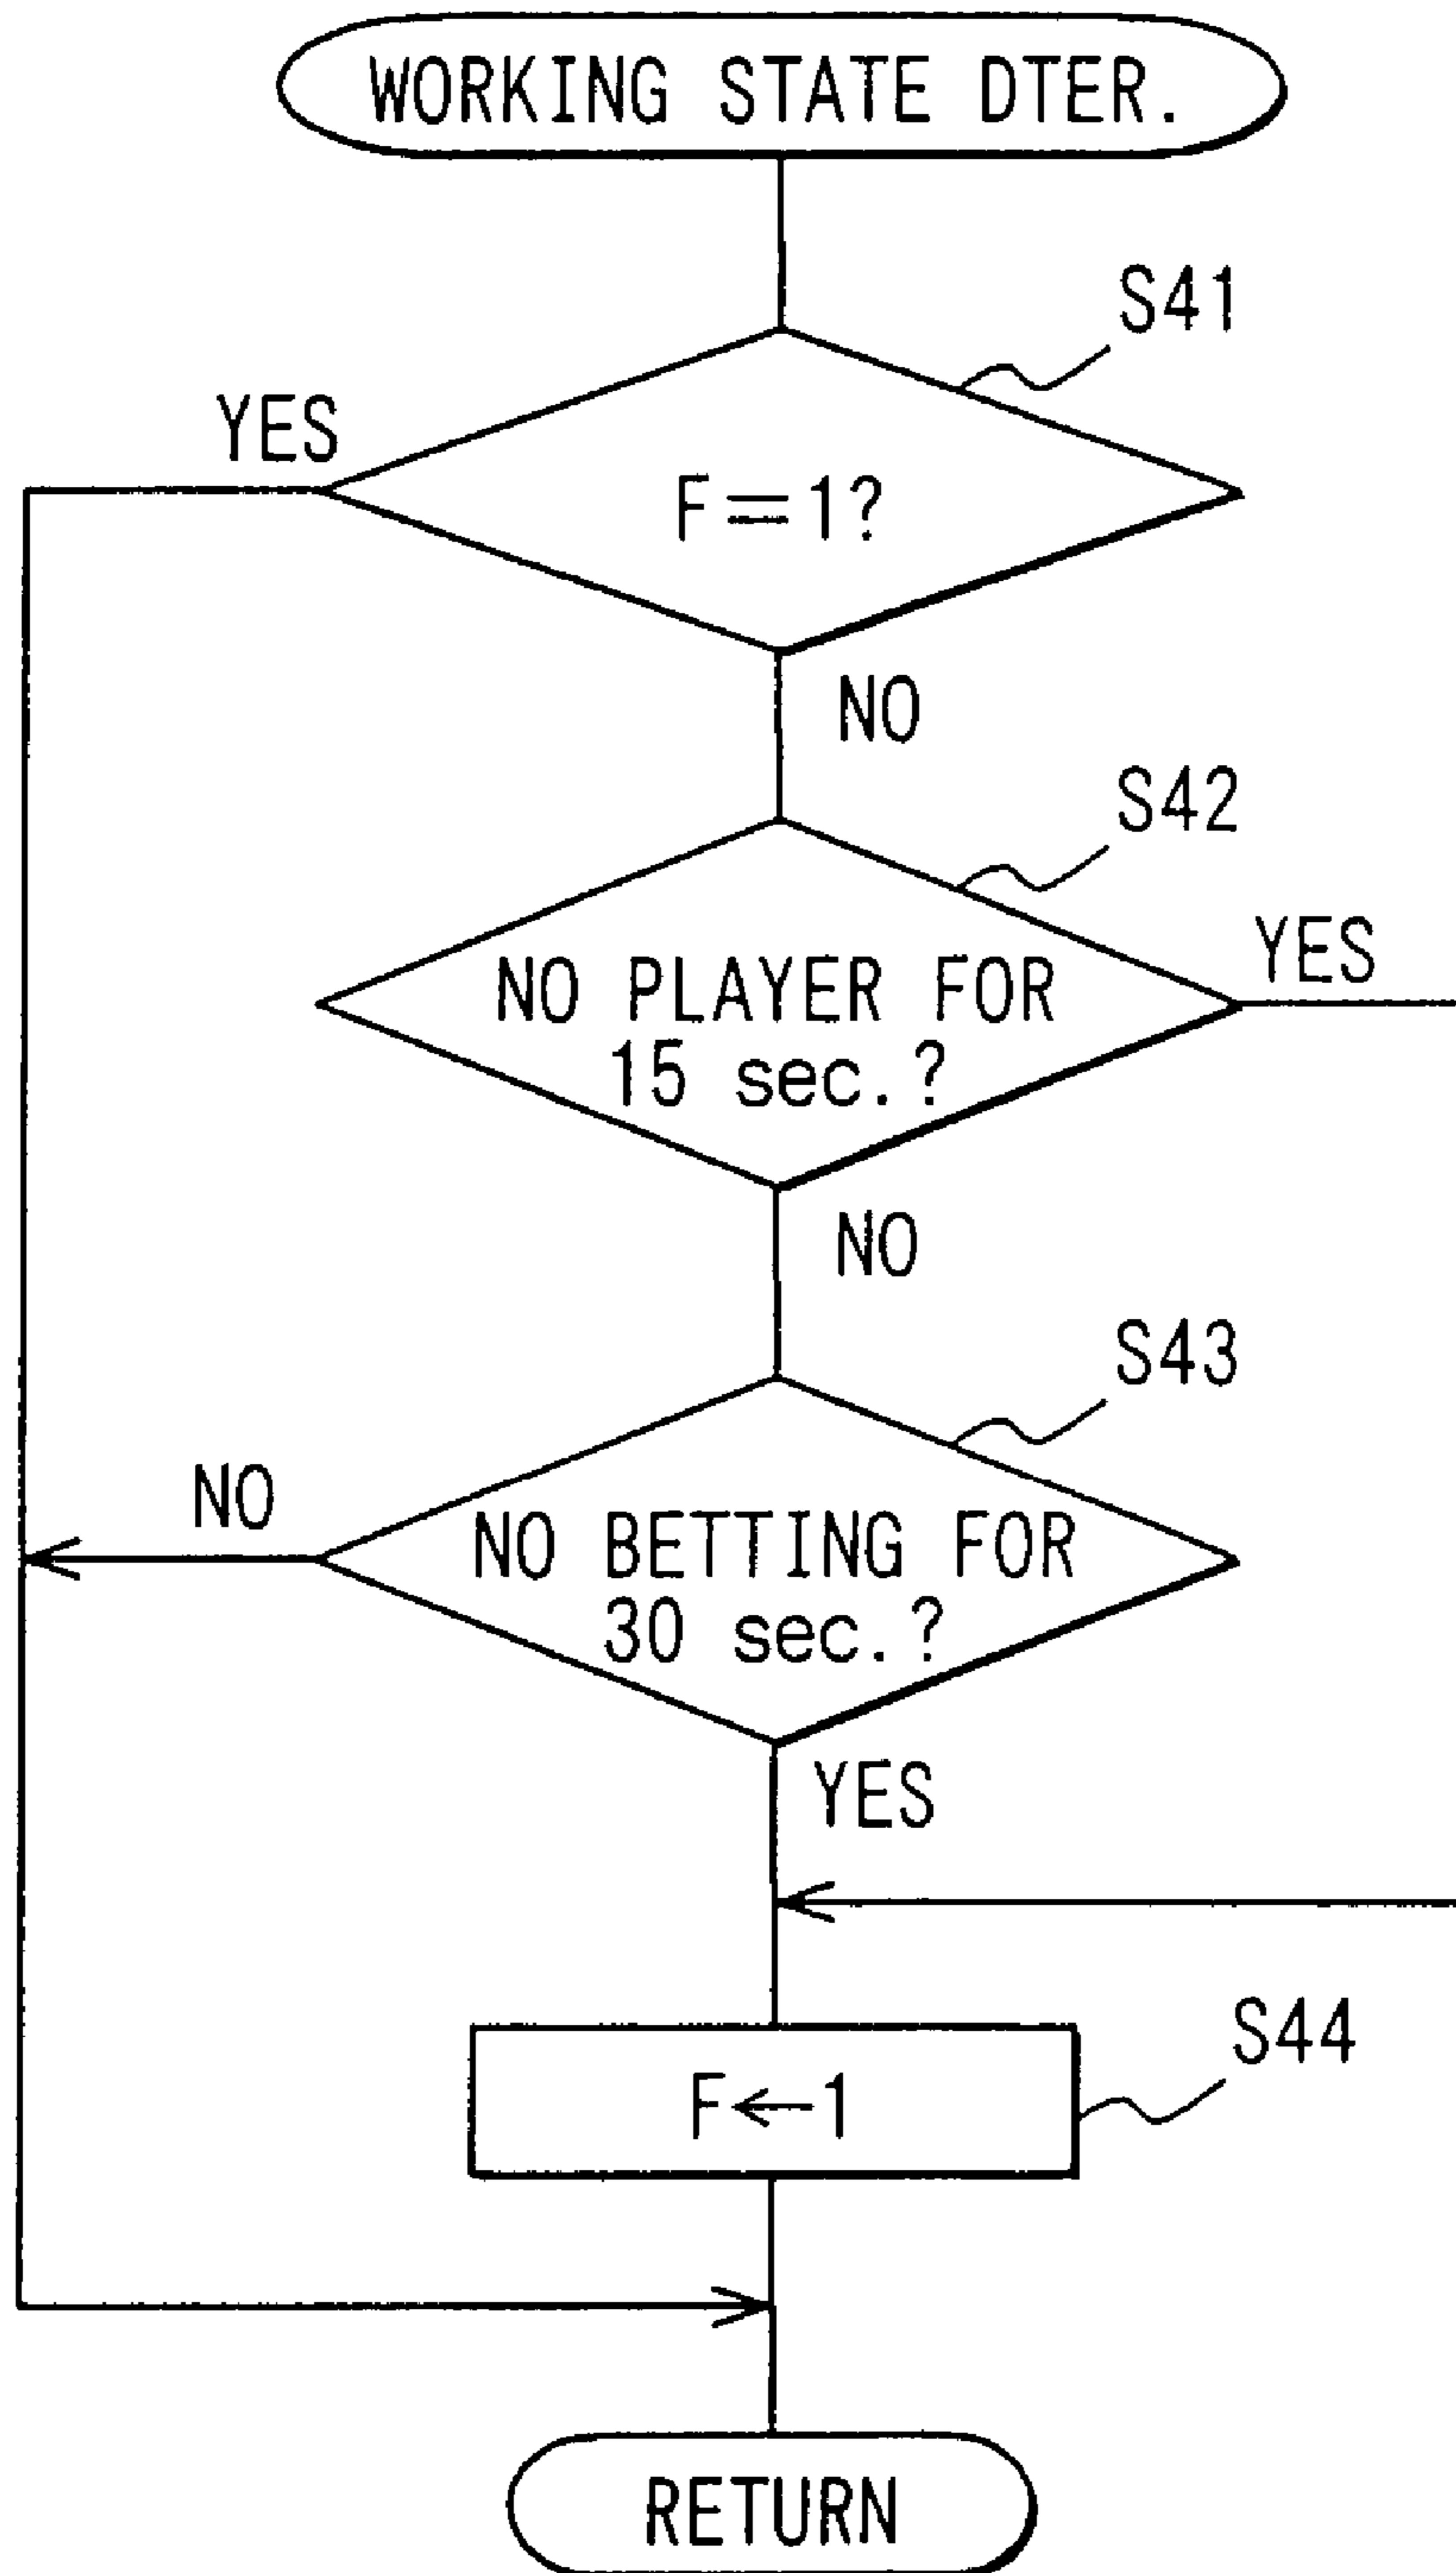 WORKING STATE DTER.
S41
YES
F=1?
NO
S42
YES
NO PLAYER FOR
15 sec.?
NO
S43
NO
NO BETTING FOR
30 sec.?
YES
S44
F←1
RETURN